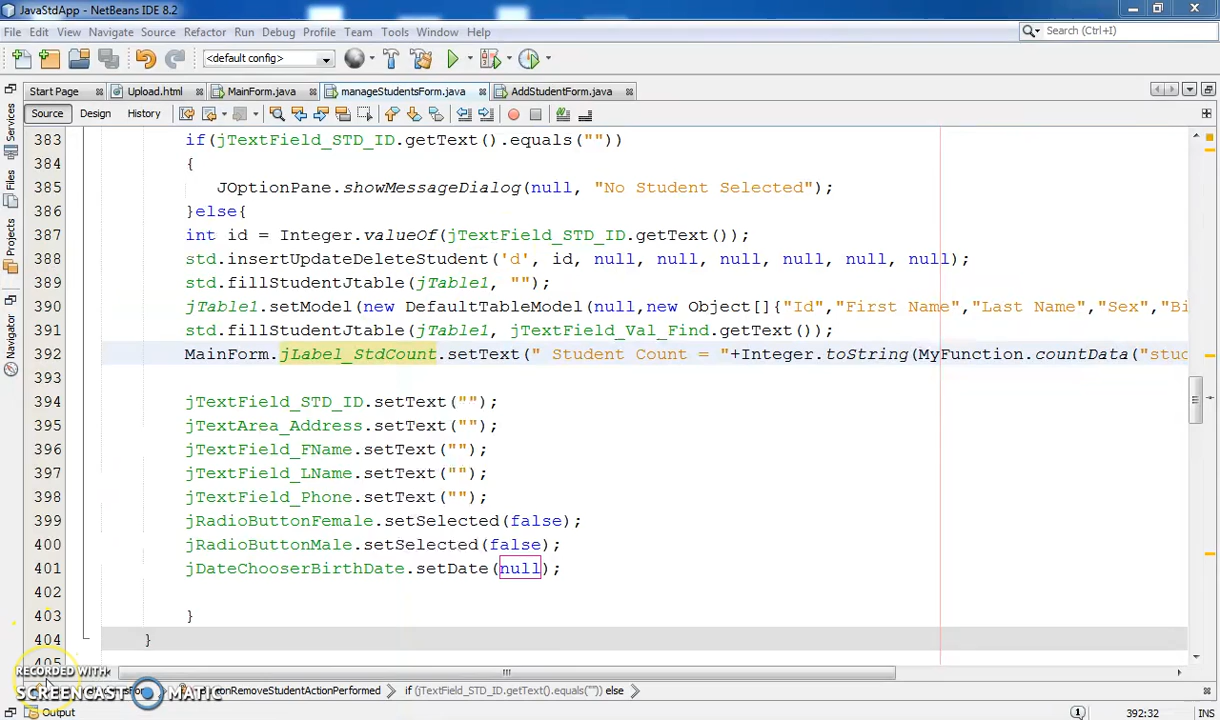 JavaStdApp - NetBeans IDE 8.2
File Edit View Navigate Source Refactor Run Debug Profile Team Tools Window Help
Search (Ctrl+I)
<default config>
Start Page Upload.html MainForm.java manageStudentsForm.java AddStudentForm.java
Source Design History
Services
Files
Projects
Navigator
383 if(jTextField_STD_ID.getText().equals(""))
384 {
385 JOptionPane.showMessageDialog(null, "No Student Selected");
386 }else{
387 int id = Integer.valueOf(jTextField_STD_ID.getText());
388 std.insertUpdateDeleteStudent('d', id, null, null, null, null, null, null);
389 std.fillStudentJtable(jTable1, "");
390 jTable1.setModel(new DefaultTableModel(null,new Object[]{"Id","First Name","Last Name","Sex","Bi
391 std.fillStudentJtable(jTable1, jTextField_Val_Find.getText());
392 MainForm.jLabel_StdCount.setText(" Student Count = "+Integer.toString(MyFunction.countData("stud
393
394 jTextField_STD_ID.setText("");
395 jTextArea_Address.setText("");
396 jTextField_FName.setText("");
397 jTextField_LName.setText("");
398 jTextField_Phone.setText("");
399 jRadioButtonFemale.setSelected(false);
400 jRadioButtonMale.setSelected(false);
401 jDateChooserBirthDate.setDate(null);
402
403 }
404 }
405
RECORDED WITH
SCREENCAST MATIC
onRemoveStudentActionPerformed if (jTextField_STD_ID.getText().equals("")) else
Output 1 392:32 INS